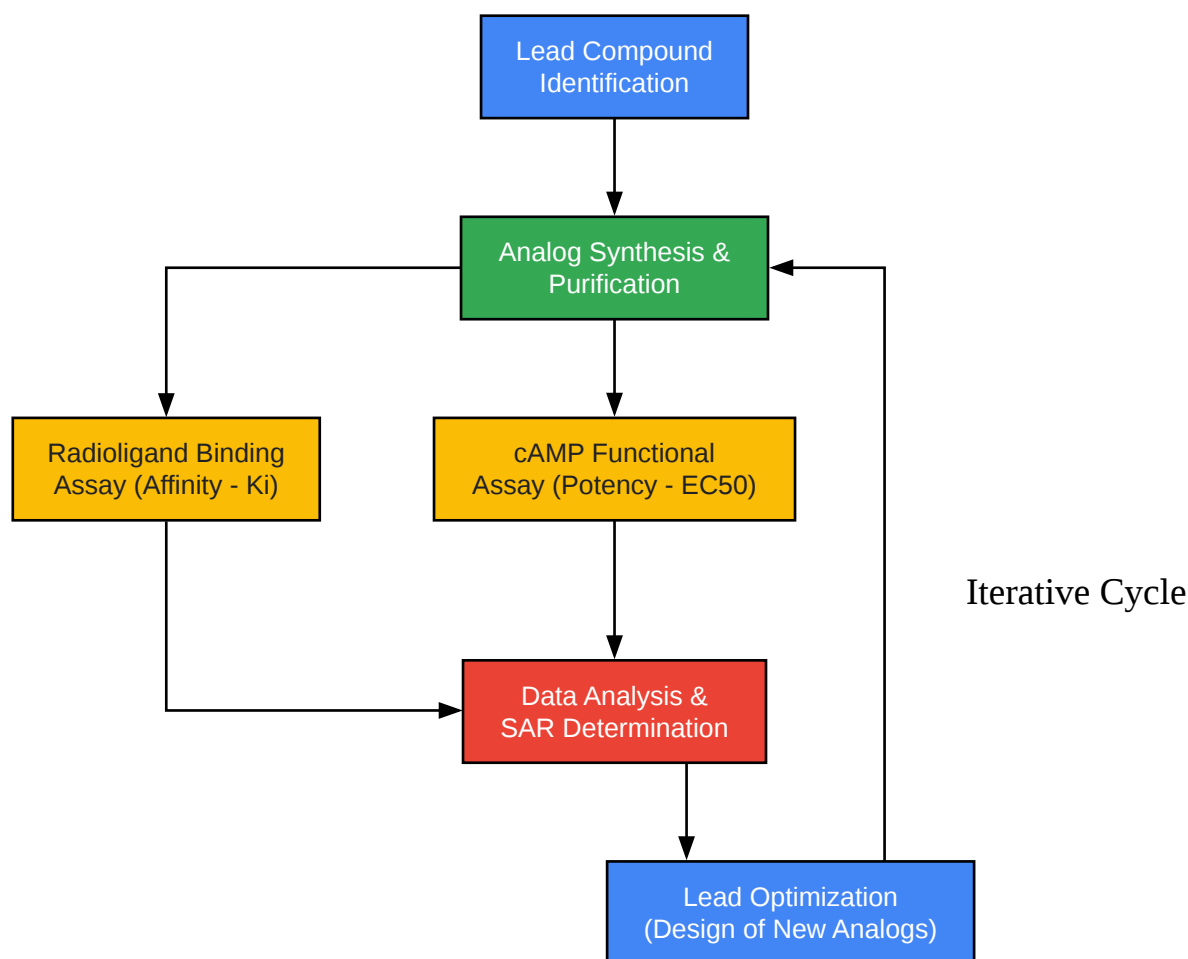 Lead Compound
Identification
Analog Synthesis &
Purification
Radioligand Binding
Assay (Affinity - Ki)
cAMP Functional
Assay (Potency - EC50)
Iterative Cycle
Data Analysis &
SAR Determination
Lead Optimization
(Design of New Analogs)